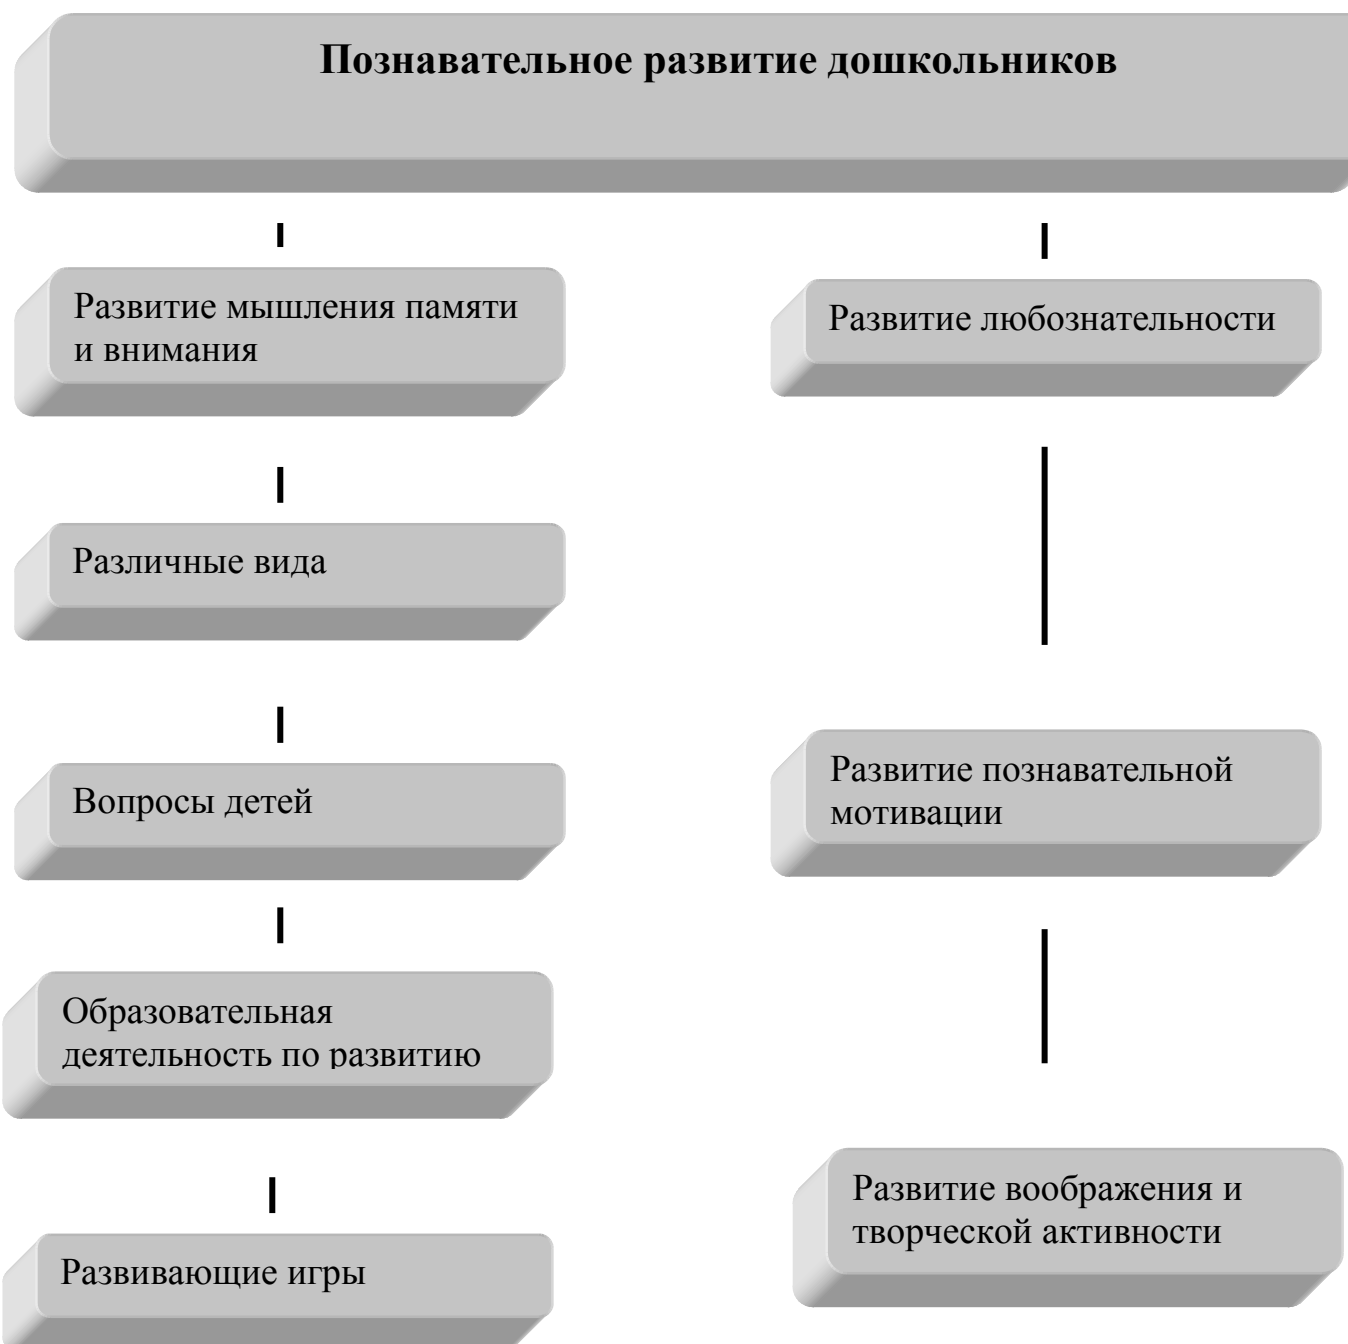 Познавательное развитие дошкольников
Развитие мышления памяти
и внимания
Различные вида
Вопросы детей
Образовательная
деятельность по развитию
Развивающие игры
Развитие любознательности
Развитие познавательной
мотивации
Развитие воображения и
творческой активности